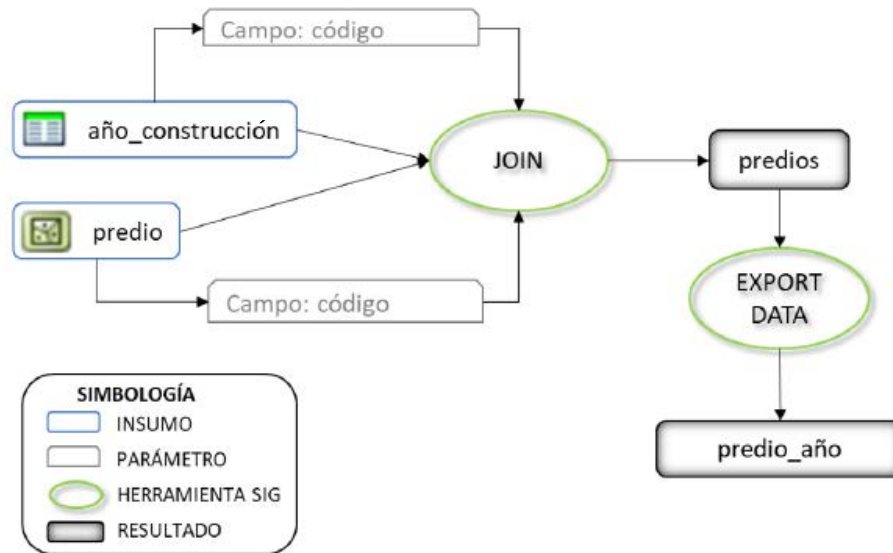 Campo: código
año_construcción
JOIN
predios
predio
Campo: código
EXPORT
DATA
predio_año
SIMBOLOGÍA
INSUMO
PARÁMETRO
HERRAMIENTA SIG
RESULTADO